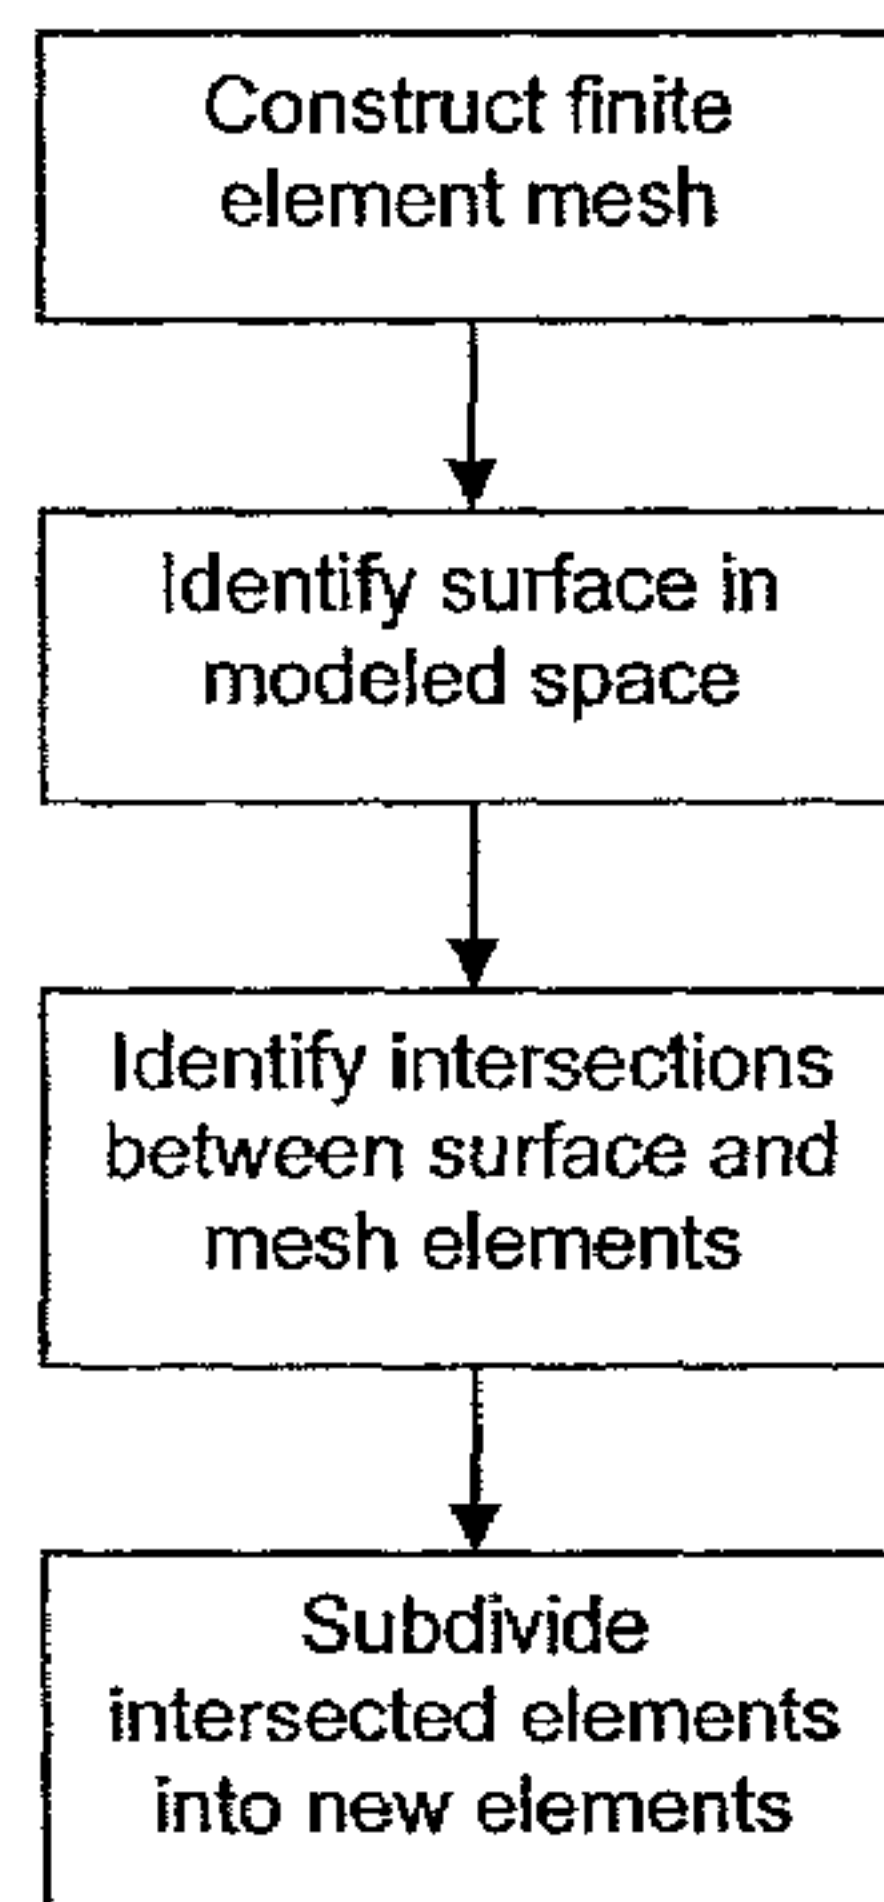 Construct finite
element mesh
Identify surface in
modeled space
Identify intersections
between surface and
mesh elements
Subdivide
intersected elements
into new elements